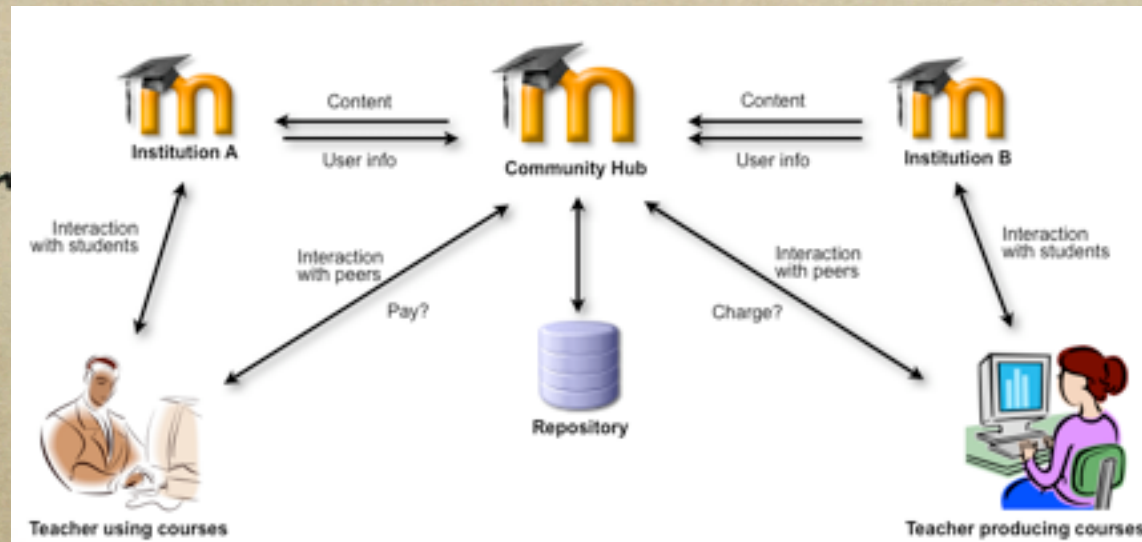 m
m
m
Content
Content
Institution A
User info
Community Hub
User info
Institution B
Interaction
with students
Interaction
with peers
Interaction
with peers
Interaction
with students
Pay?
Charge?
Repository
Teacher using courses
Teacher producing courses